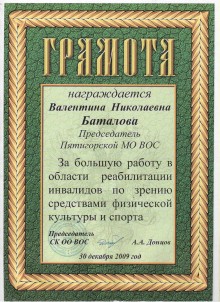 ГРАМОТА
награждается
Валентина Николаевна
Баталова
Председатель
Пятигорской МО ВОС
За большую работу в
области реабилитации
инвалидов по зрению
средствами физической
культуры и спорта
Председатель
СК ОО ВОС А.А. Донцов
30 декабря 2009 год